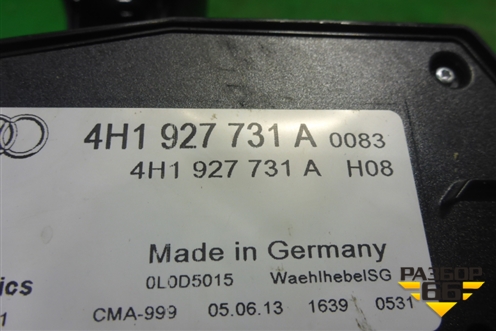 4H1 927 731 A 0083
4H1 927 731 A H08
Made in Germany
0L0D5015 WaehlhebelSG
CMA-999 05.06.13 1639 0531
РАЗБОР
66